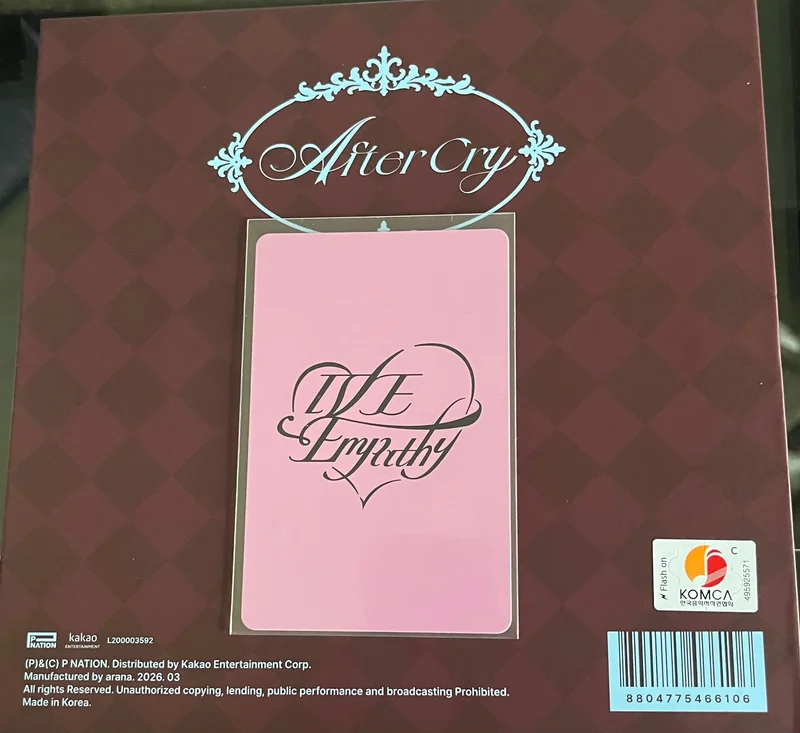 After Cry
IVE
Empathy
Flash on
C
KOMCA
한국음악저작권협회
495925571
P NATION
kakao
ENTERTAINMENT
L200003592
(P)&(C) P NATION. Distributed by Kakao Entertainment Corp.
Manufactured by arana. 2026. 03
All rights Reserved. Unauthorized copying, lending, public performance and broadcasting Prohibited.
Made in Korea.
8804775466106